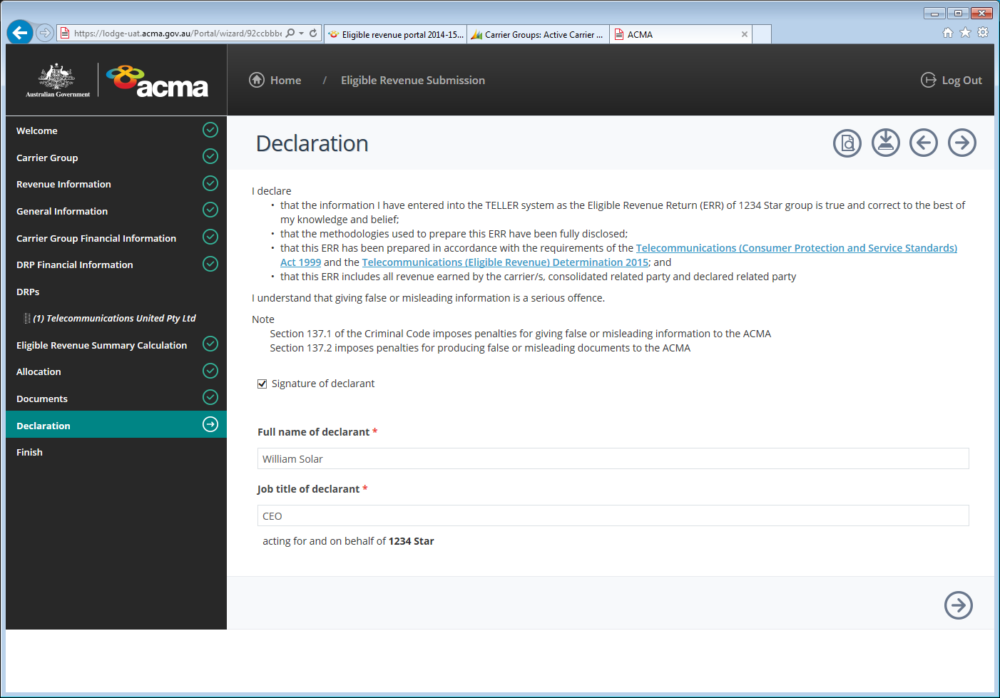 https://lodge-uat.acma.gov.au/Portal/wizard/92ccbbb
Eligible revenue portal 2014-15...
Carrier Groups: Active Carrier ...
ACMA
Australian Government
acma
Home / Eligible Revenue Submission
Log Out
Welcome
Carrier Group
Revenue Information
General Information
Carrier Group Financial Information
DRP Financial Information
DRPs
(1) Telecommunications United Pty Ltd
Eligible Revenue Summary Calculation
Allocation
Documents
Declaration
Finish
Declaration
I declare
• that the information I have entered into the TELLER system as the Eligible Revenue Return (ERR) of 1234 Star group is true and correct to the best of
my knowledge and belief;
• that the methodologies used to prepare this ERR have been fully disclosed;
• that this ERR has been prepared in accordance with the requirements of the Telecommunications (Consumer Protection and Service Standards)
Act 1999 and the Telecommunications (Eligible Revenue) Determination 2015; and
• that this ERR includes all revenue earned by the carrier/s, consolidated related party and declared related party
I understand that giving false or misleading information is a serious offence.
Note
Section 137.1 of the Criminal Code imposes penalties for giving false or misleading information to the ACMA
Section 137.2 imposes penalties for producing false or misleading documents to the ACMA
Signature of declarant
Full name of declarant *
William Solar
Job title of declarant *
CEO
acting for and on behalf of 1234 Star